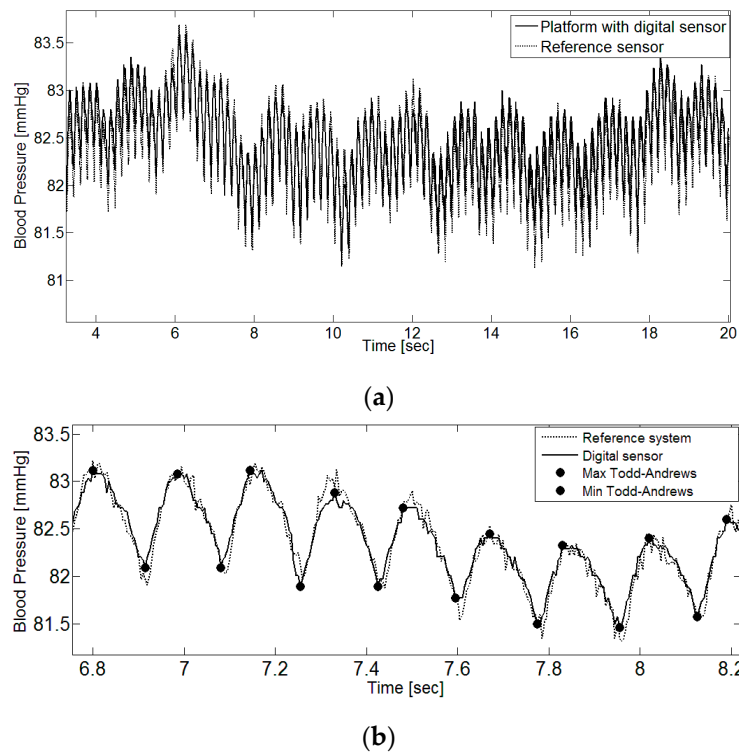 Platform with digital sensor
Reference sensor
Blood Pressure [mmHg]
83.5
83
82.5
82
81.5
81
4 6 8 10 12 14 16 18 20
Time [sec]
(a)
Reference system
Digital sensor
Max Todd-Andrews
Min Todd-Andrews
Blood Pressure [mmHg]
83.5
83
82.5
82
81.5
6.8 7 7.2 7.4 7.6 7.8 8 8.2
Time [sec]
(b)